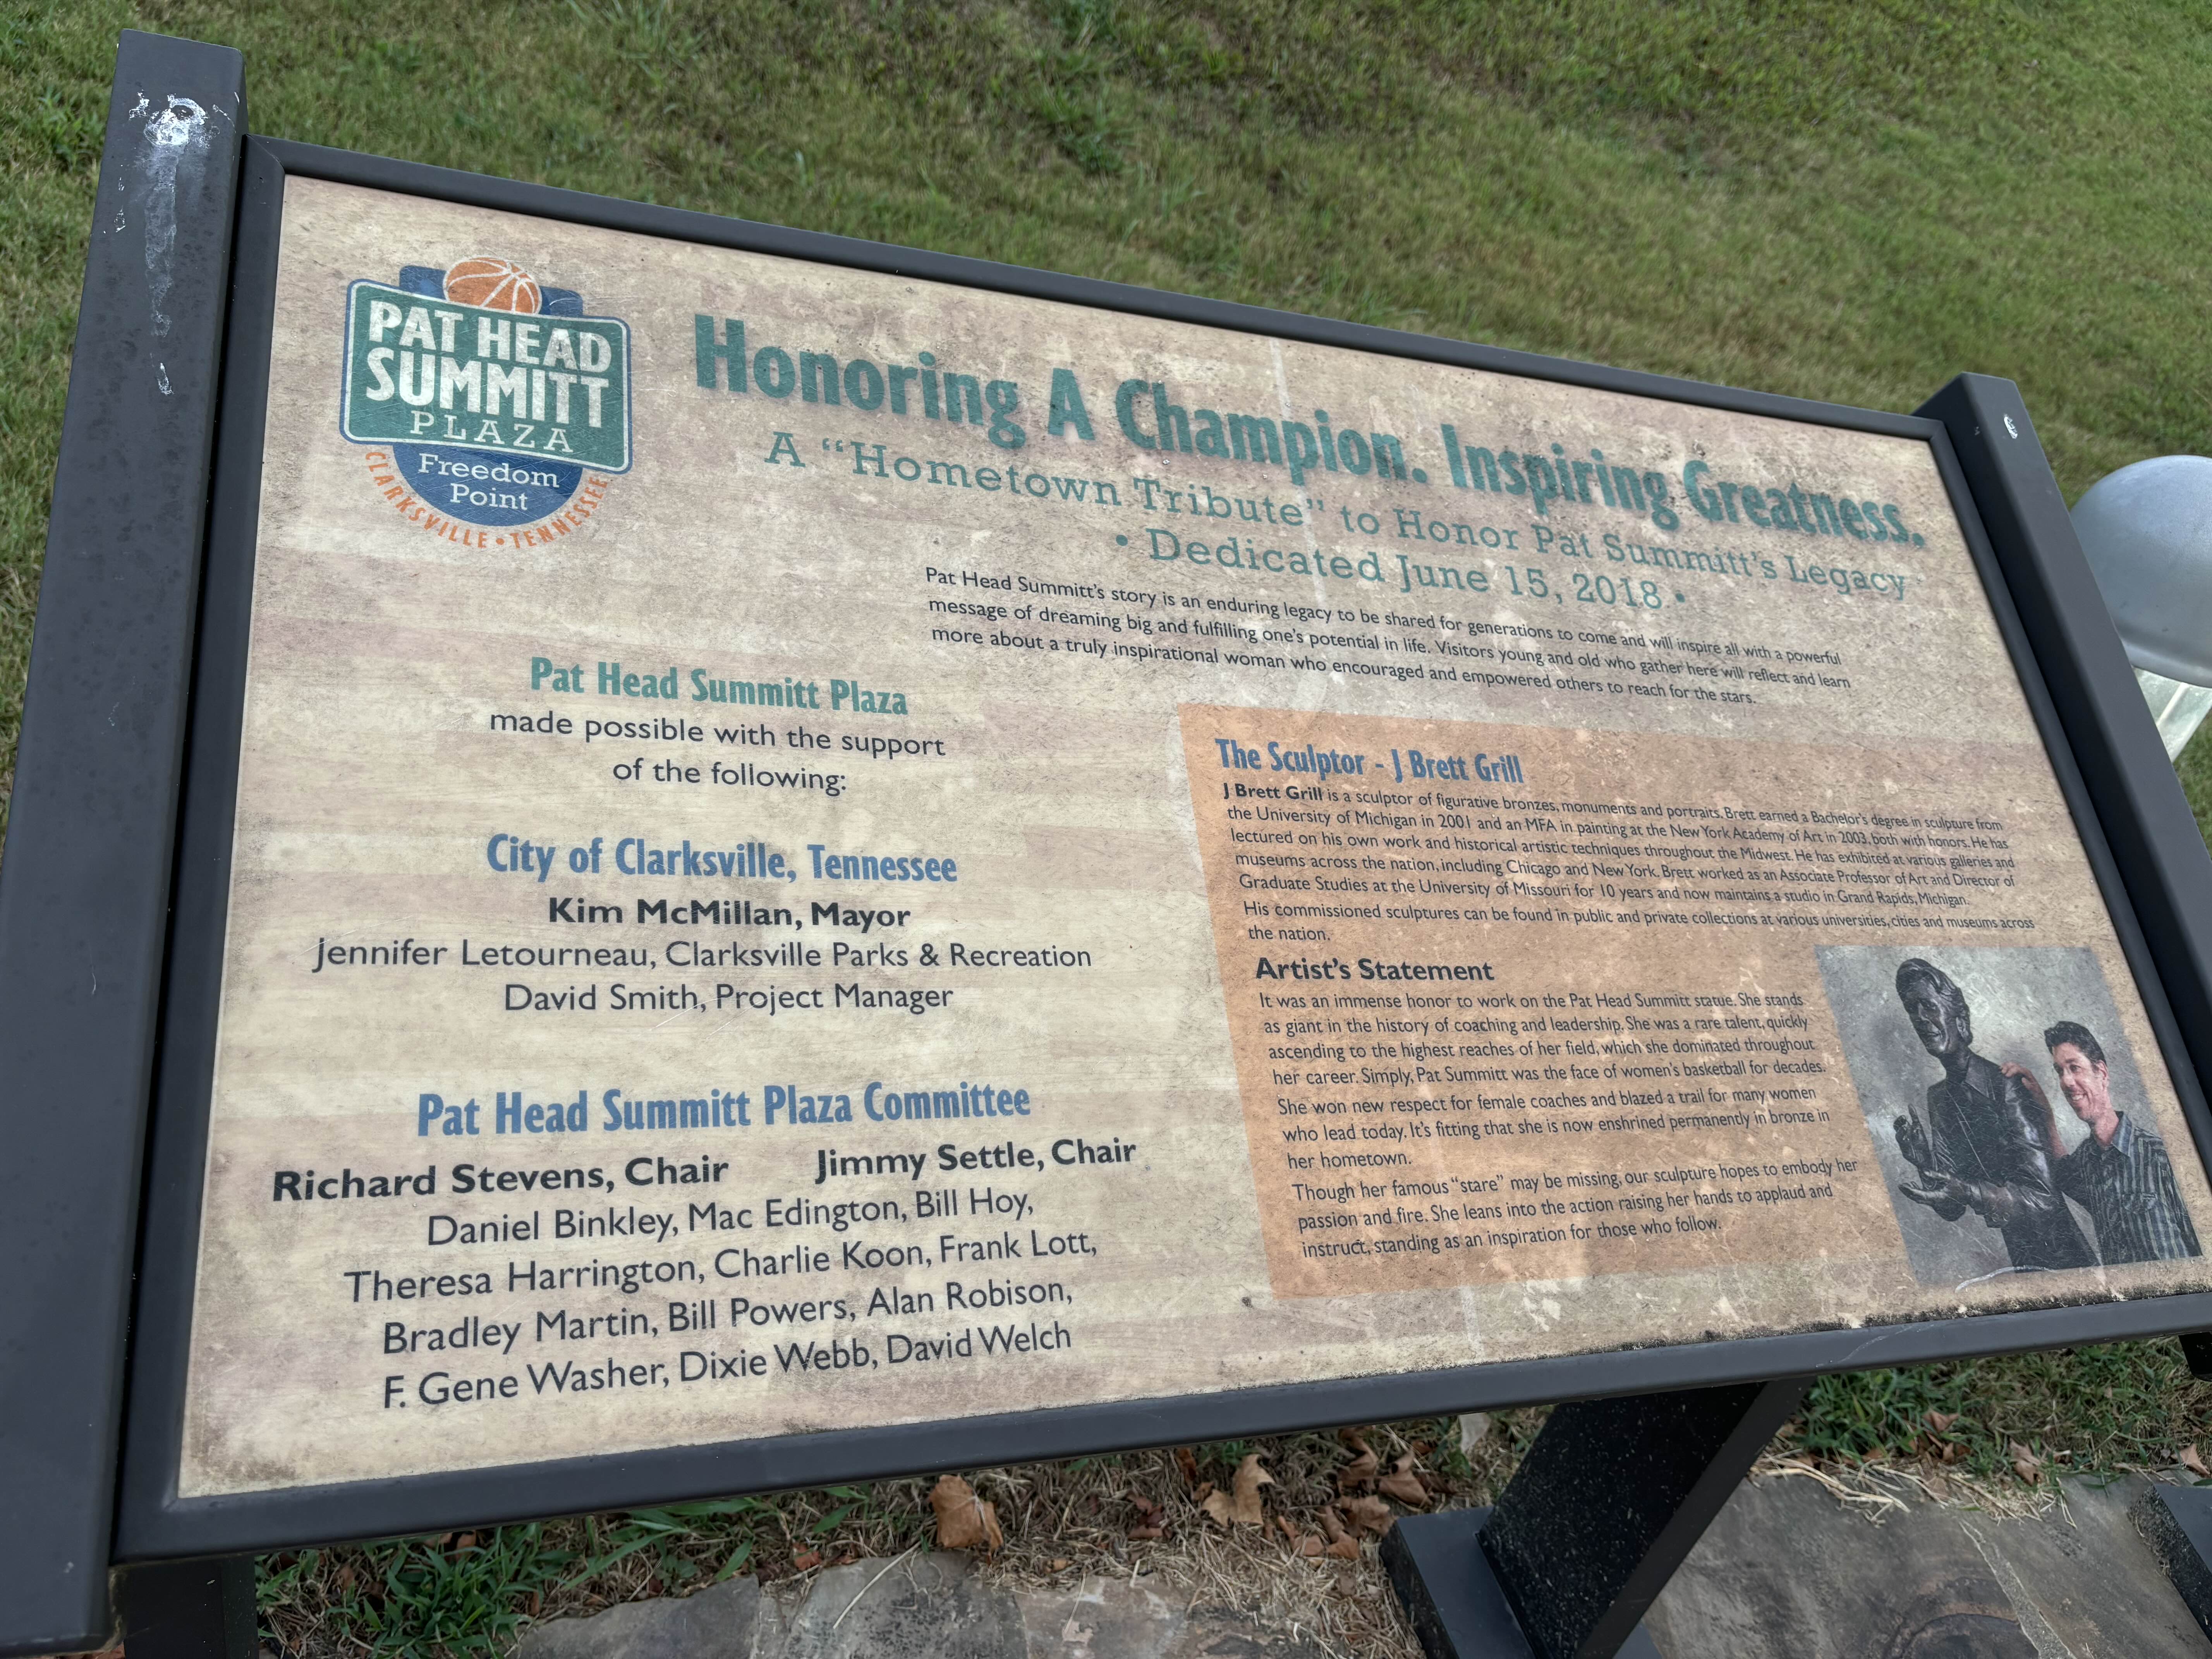 PAT HEAD
SUMMITT
PLAZA
Freedom
Point
CLARKSVILLE • TENNESSEE
Honoring A Champion. Inspiring Greatness.
A “Hometown Tribute” to Honor Pat Summitt’s Legacy
• Dedicated June 15, 2018 •
Pat Head Summitt’s story is an enduring legacy to be shared for generations to come and will inspire all with a powerful
message of dreaming big and fulfilling one’s potential in life. Visitors young and old who gather here will reflect and learn
more about a truly inspirational woman who encouraged and empowered others to reach for the stars.
Pat Head Summitt Plaza
made possible with the support
of the following:
City of Clarksville, Tennessee
Kim McMillan, Mayor
Jennifer Letourneau, Clarksville Parks & Recreation
David Smith, Project Manager
Pat Head Summitt Plaza Committee
Richard Stevens, Chair Jimmy Settle, Chair
Daniel Binkley, Mac Edington, Bill Hoy,
Theresa Harrington, Charlie Koon, Frank Lott,
Bradley Martin, Bill Powers, Alan Robison,
F. Gene Washer, Dixie Webb, David Welch
The Sculptor - J Brett Grill
J Brett Grill is a sculptor of figurative bronzes, monuments and portraits. Brett earned a Bachelor’s degree in sculpture from
the University of Michigan in 2001 and an MFA in painting at the New York Academy of Art in 2003, both with honors. He has
lectured on his own work and historical artistic techniques throughout the Midwest. He has exhibited at various galleries and
museums across the nation, including Chicago and New York. Brett worked as an Associate Professor of Art and Director of
Graduate Studies at the University of Missouri for 10 years and now maintains a studio in Grand Rapids, Michigan.
His commissioned sculptures can be found in public and private collections at various universities, cities and museums across
the nation.
Artist’s Statement
It was an immense honor to work on the Pat Head Summitt statue. She stands
as giant in the history of coaching and leadership. She was a rare talent, quickly
ascending to the highest reaches of her field, which she dominated throughout
her career. Simply, Pat Summitt was the face of women’s basketball for decades.
She won new respect for female coaches and blazed a trail for many women
who lead today. It’s fitting that she is now enshrined permanently in bronze in
her hometown.
Though her famous “stare” may be missing, our sculpture hopes to embody her
passion and fire. She leans into the action raising her hands to applaud and
instruct, standing as an inspiration for those who follow.